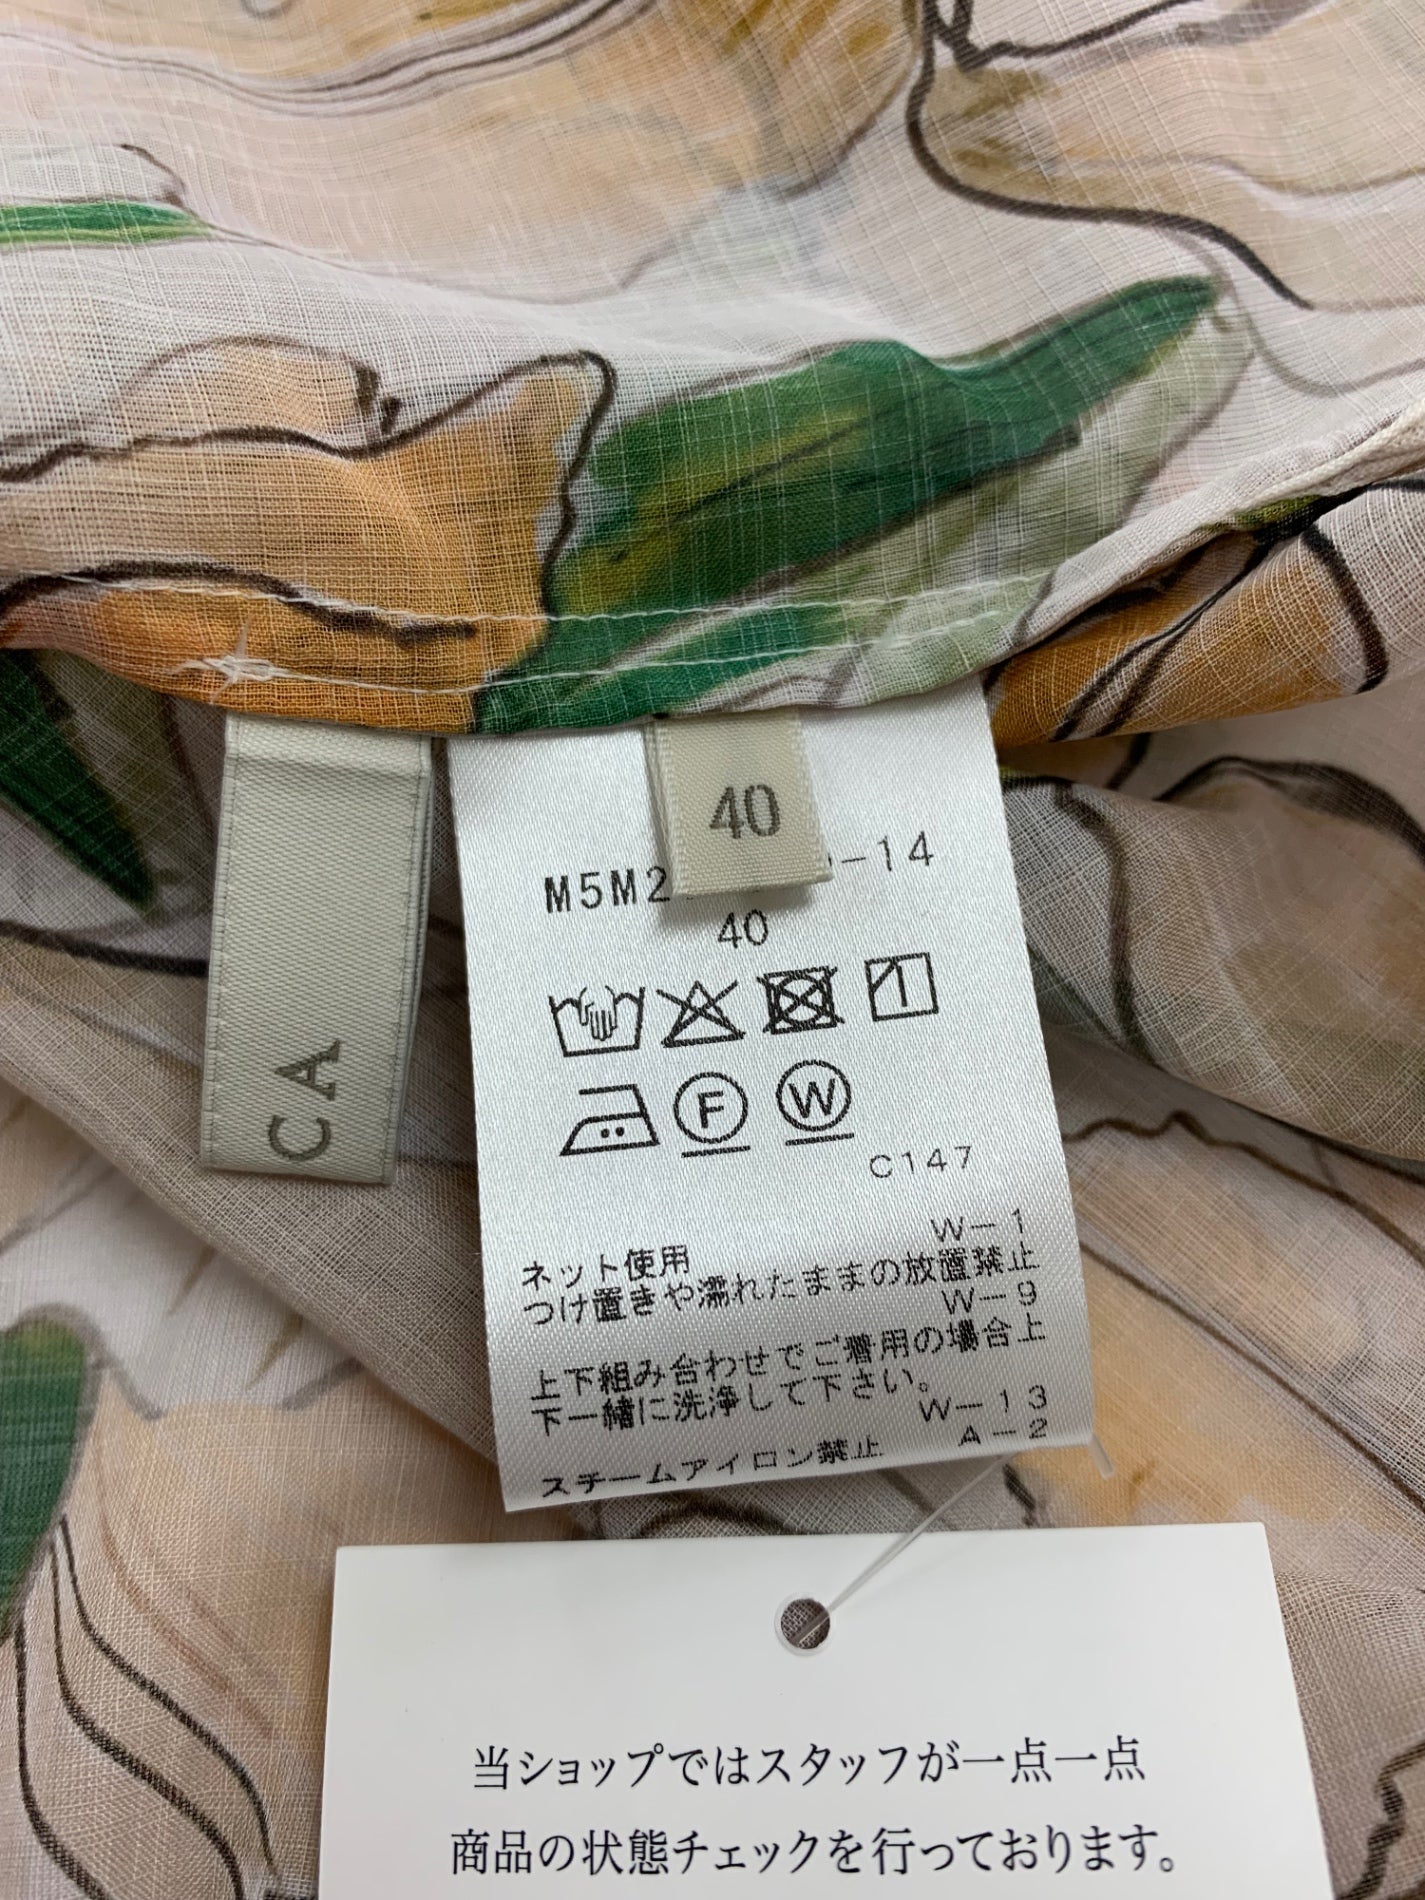 40
M5M2 -14
40
F W
C147
W-1
ネット使用
つけ置きや濡れたままの放置禁止
W-9
上下組み合わせでご着用の場合上
下一緒に洗浄して下さい。
W-13
A-2
スチームアイロン禁止
CA
当ショップではスタッフが一点一点
商品の状態チェックを行っております。